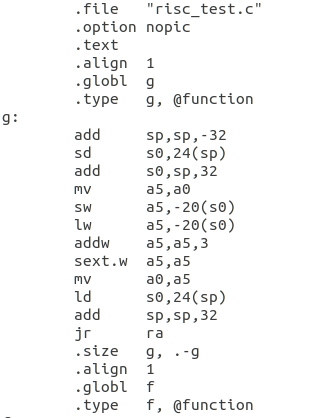 .file "risc_test.c"
.option nopic
.text
.align 1
.globl g
.type g, @function
g:
add sp,sp,-32
sd s0,24(sp)
add s0,sp,32
mv a5,a0
sw a5,-20(s0)
lw a5,-20(s0)
addw a5,a5,3
sext.w a5,a5
mv a0,a5
ld s0,24(sp)
add sp,sp,32
jr ra
.size g, .-g
.align 1
.globl f
.type f, @function